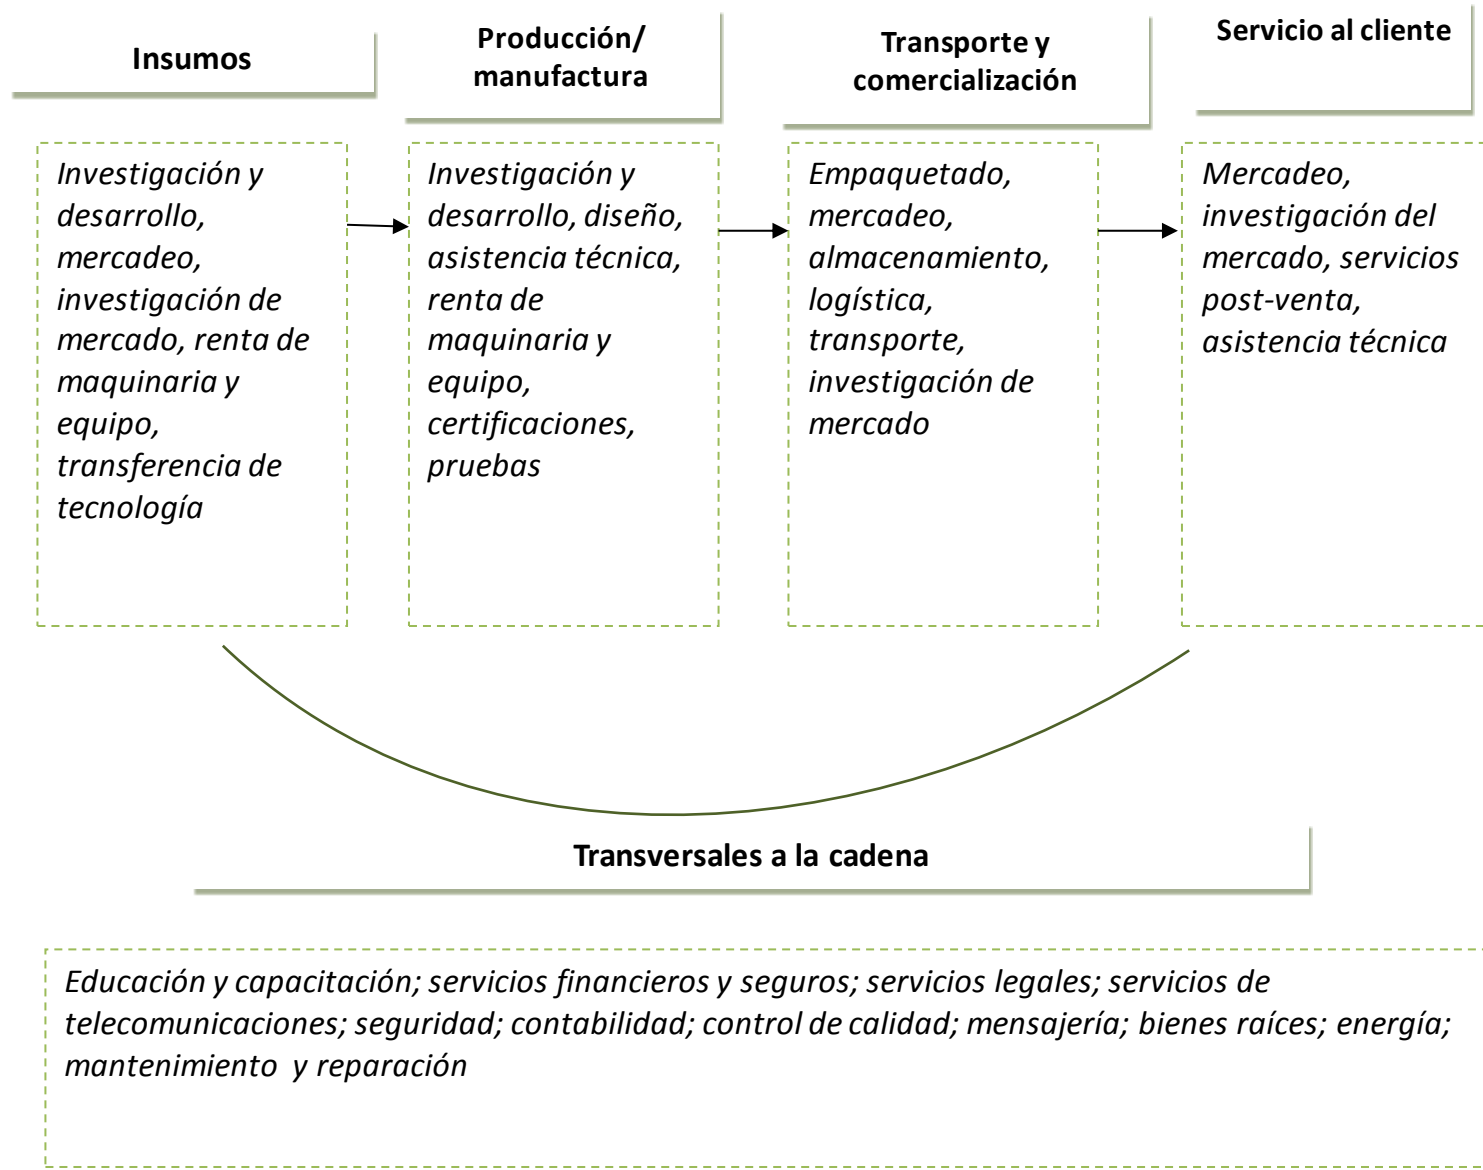 Insumos
Producción/
manufactura
Transporte y
comercialización
Servicio al cliente
Investigación y
desarrollo,
mercadeo,
investigación de
mercado, renta de
maquinaria y
equipo,
transferencia de
tecnología
Investigación y
desarrollo, diseño,
asistencia técnica,
renta de
maquinaria y
equipo,
certificaciones,
pruebas
Empaquetado,
mercadeo,
almacenamiento,
logística,
transporte,
investigación de
mercado
Mercadeo,
investigación del
mercado, servicios
post-venta,
asistencia técnica
Transversales a la cadena
Educación y capacitación; servicios financieros y seguros; servicios legales; servicios de
telecomunicaciones; seguridad; contabilidad; control de calidad; mensajería; bienes raíces; energía;
mantenimiento y reparación